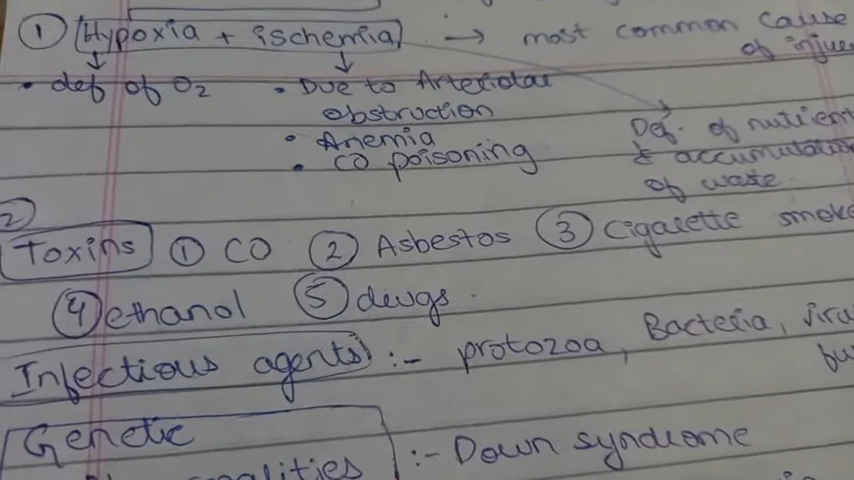 ① Hypoxia + ischemia → most common cause of injur
↓ ↓
• def of O2 • Due to Arteriolar obstruction
• Anemia
• CO poisoning
Def. of nutrient & accumulation of waste.
② Toxins ① CO ② Asbestos ③ Cigarette smoke
④ ethanol ⑤ drugs.
Infectious agents :- protozoa, Bacteria, vira
fu
Genetic
alities :- Down syndrome